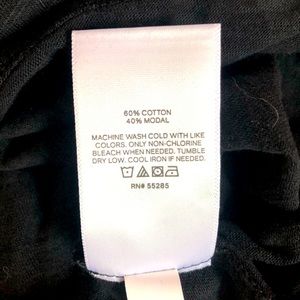 60% COTTON
40% MODAL
MACHINE WASH COLD WITH LIKE
COLORS. ONLY NON-CHLORINE
BLEACH WHEN NEEDED. TUMBLE
DRY LOW. COOL IRON IF NEEDED.
RN# 55285